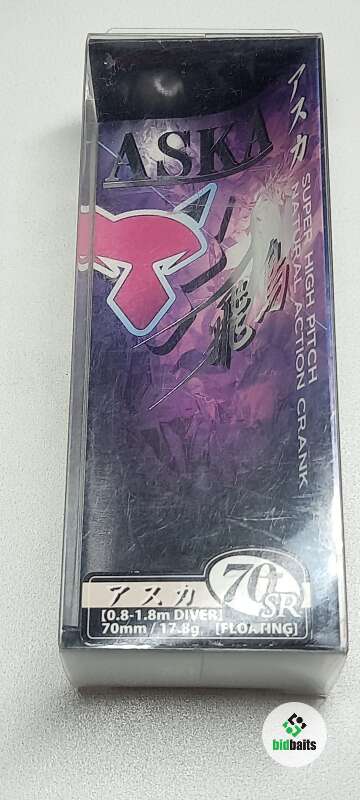 ASKA
アスカ
SUPER HIGH PITCH
NATURAL ACTION CRANK
飛鳥
アスカ
70
SR
[0.8-1.8m DIVER]
70mm / 17.8g [FLOATING]
bidbaits